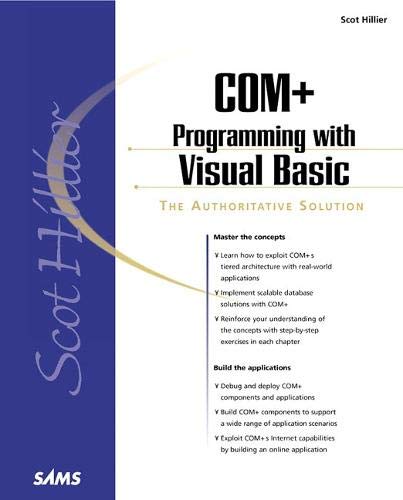 Scot Hillier
COM+
Programming with
Visual Basic
THE AUTHORITATIVE SOLUTION
Master the concepts
¥ Learn how to exploit COM+s
tiered architecture with real-world
applications
¥ Implement scalable database
solutions with COM+
¥ Reinforce your understanding of
the concepts with step-by-step
exercises in each chapter
Build the applications
¥ Debug and deploy COM+
components and applications
¥ Build COM+ components to support
a wide range of application scenarios
¥ Exploit COM+s Internet capabilities
by building an online application
Scot Hillier
SAMS